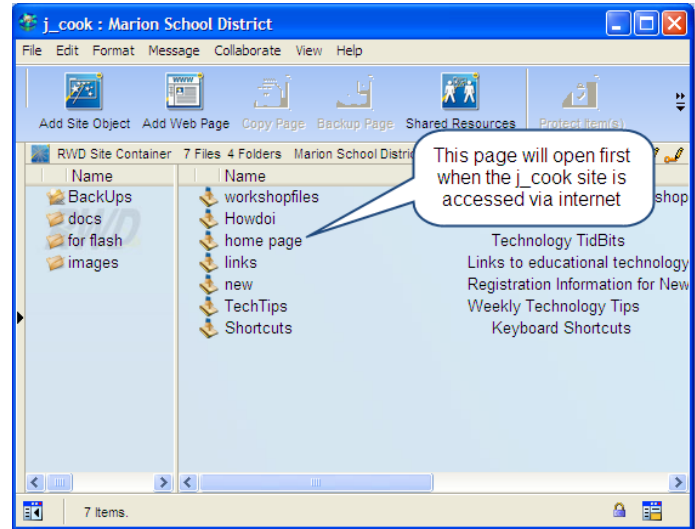 j_cook : Marion School District
File Edit Format Message Collaborate View Help
WWW
Add Site Object Add Web Page Copy Page Backup Page Shared Resources Protect Item(s)
RWD Site Container 7 Files 4 Folders Marion School Distri
This page will open first
when the j_cook site is
accessed via internet
Name Name
BackUps workshopfiles shop
docs Howdoi
for flash home page Technology TidBits
images links Links to educational technology
new Registration Information for New
TechTips Weekly Technology Tips
Shortcuts Keyboard Shortcuts
RWD
7 Items.